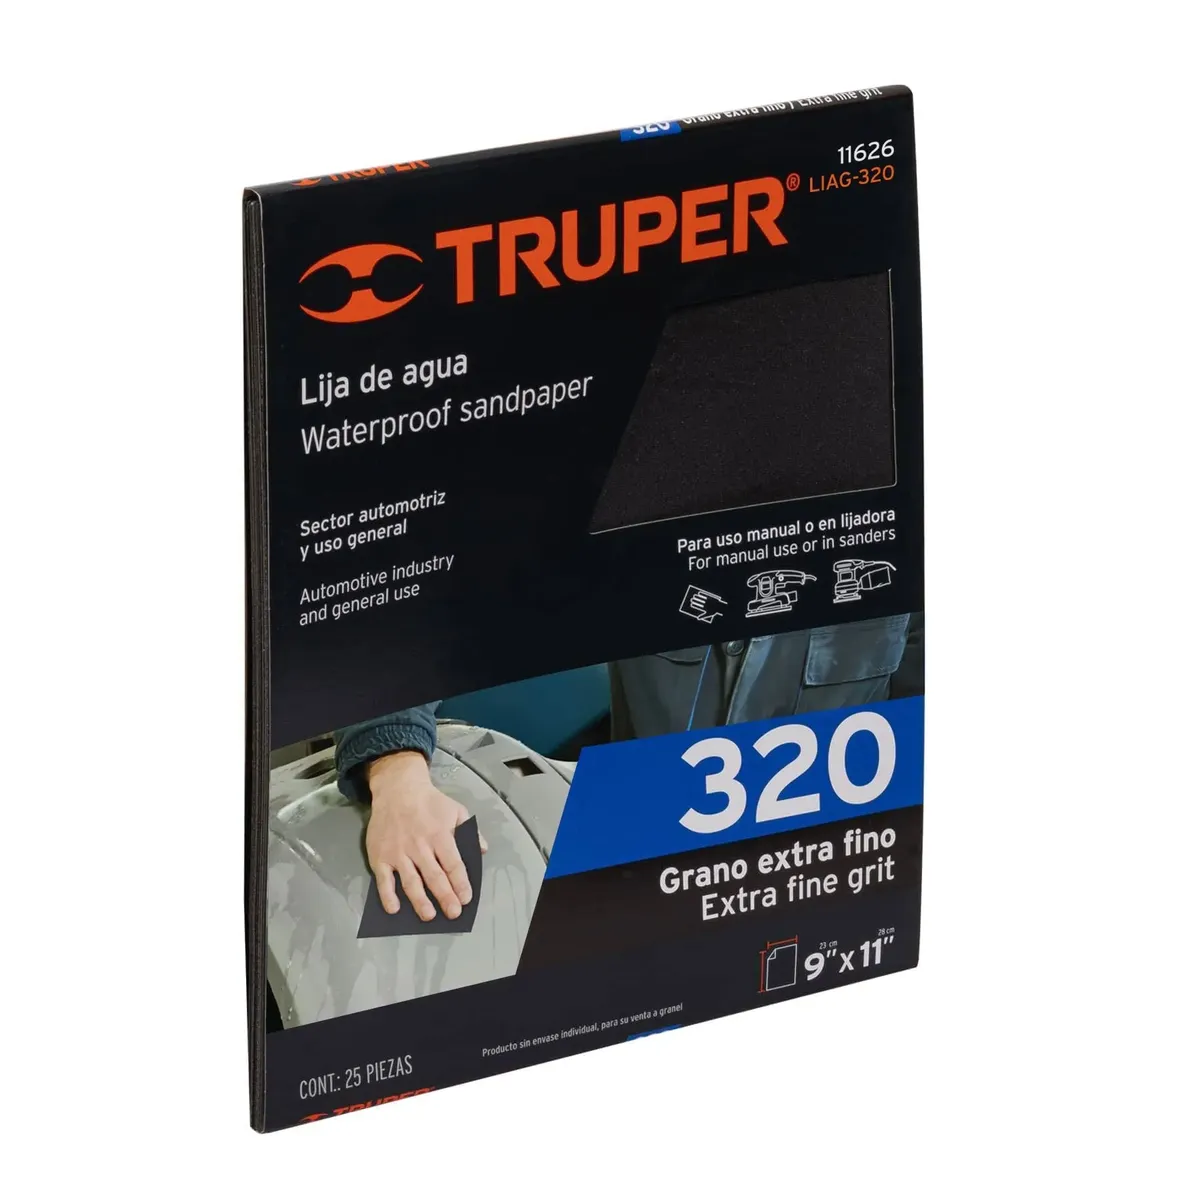 320 Grano extra fino / Extra fine grit
TRUPER
11626
LIAG-320
TRUPER®
Lija de agua
Waterproof sandpaper
Sector automotriz
y uso general
Automotive industry
and general use
Para uso manual o en lijadora
For manual use or in sanders
320
Grano extra fino
Extra fine grit
23 cm
28 cm
9" x 11"
Producto sin envase individual, para su venta a granel
CONT.: 25 PIEZAS
TRUPER